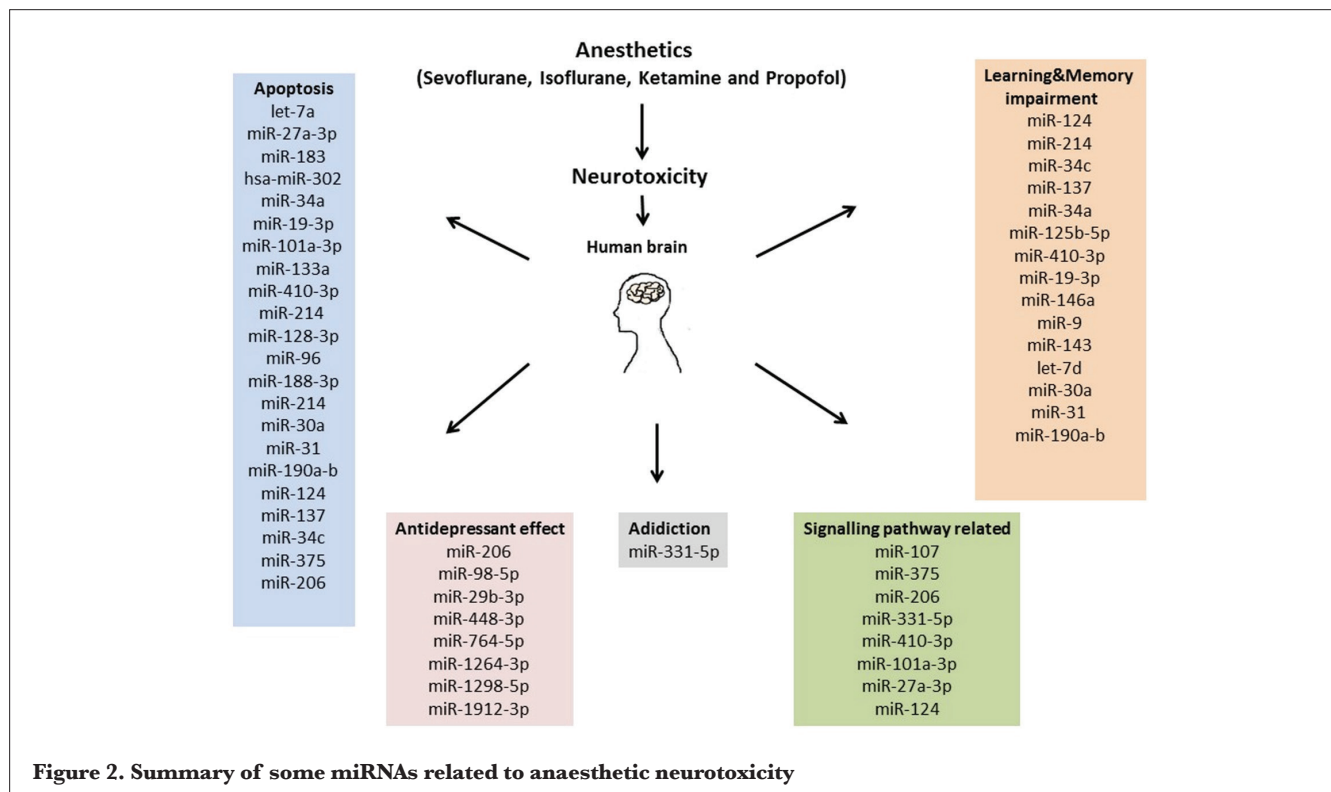 Anesthetics
(Sevoflurane, Isoflurane, Ketamine and Propofol)
Neurotoxicity
Human brain
Apoptosis
let-7a
miR-27a-3p
miR-183
hsa-miR-302
miR-34a
miR-19-3p
miR-101a-3p
miR-133a
miR-410-3p
miR-214
miR-128-3p
miR-96
miR-188-3p
miR-214
miR-30a
miR-31
miR-190a-b
miR-124
miR-137
miR-34c
miR-375
miR-206
Learning&Memory
impairment
miR-124
miR-214
miR-34c
miR-137
miR-34a
miR-125b-5p
miR-410-3p
miR-19-3p
miR-146a
miR-9
miR-143
let-7d
miR-30a
miR-31
miR-190a-b
Antidepressant effect
miR-206
miR-98-5p
miR-29b-3p
miR-448-3p
miR-764-5p
miR-1264-3p
miR-1298-5p
miR-1912-3p
Adidiction
miR-331-5p
Signalling pathway related
miR-107
miR-375
miR-206
miR-331-5p
miR-410-3p
miR-101a-3p
miR-27a-3p
miR-124
Figure 2. Summary of some miRNAs related to anaesthetic neurotoxicity